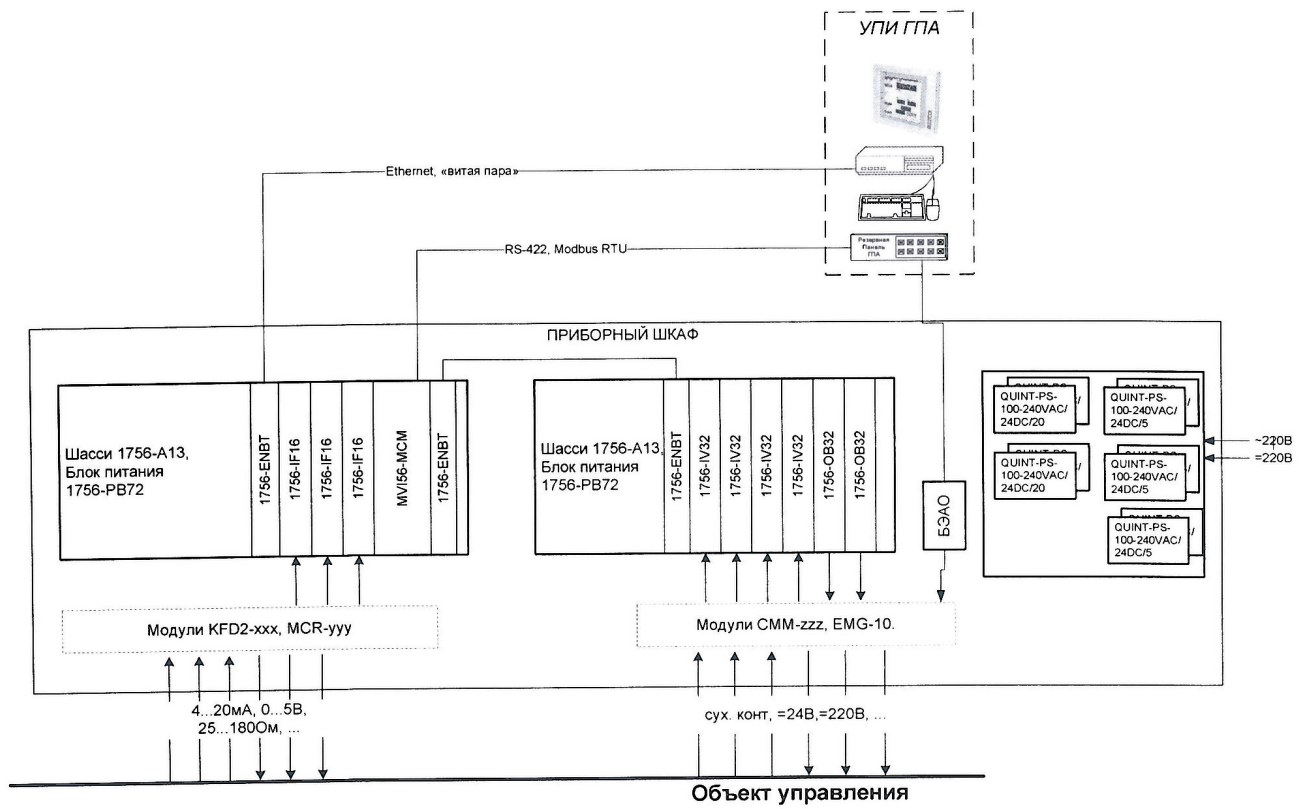 УПИ ГПА
Ethernet, «витая пара»
RS-422, Modbus RTU
Резервная
Панель
ГПА
ПРИБОРНЫЙ ШКАФ
Шасси 1756-А13,
Блок питания
1756-PB72
1756-ENBT
1756-IF16
1756-IF16
1756-IF16
MVI56-MCM
1756-ENBT
Шасси 1756-А13,
Блок питания
1756-PB72
1756-ENBT
1756-IV32
1756-IV32
1756-IV32
1756-IV32
1756-OB32
1756-OB32
БЭАО
QUINT-PS-
100-240VAC/
24DC/20
QUINT-PS-
100-240VAC/
24DC/5
QUINT-PS-
100-240VAC/
24DC/20
QUINT-PS-
100-240VAC/
24DC/5
QUINT-PS-
100-240VAC/
24DC/5
~220В
=220В
Модули KFD2-xxx, MCR-yyy
Модули CMM-zzz, EMG-10.
4...20мА, 0...5В,
25...180Ом, ...
сух. конт, =24В,=220В, ...
Объект управления